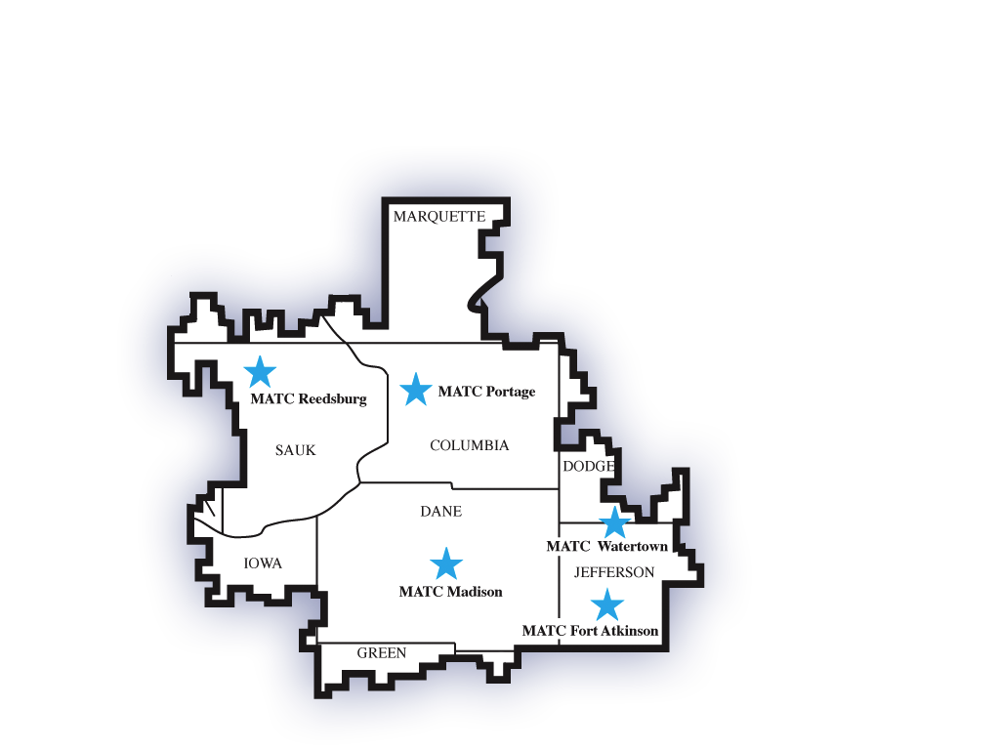 MARQUETTE
MATC Reedsburg
MATC Portage
SAUK
COLUMBIA
DODGE
DANE
MATC Watertown
IOWA
JEFFERSON
MATC Madison
MATC Fort Atkinson
GREEN